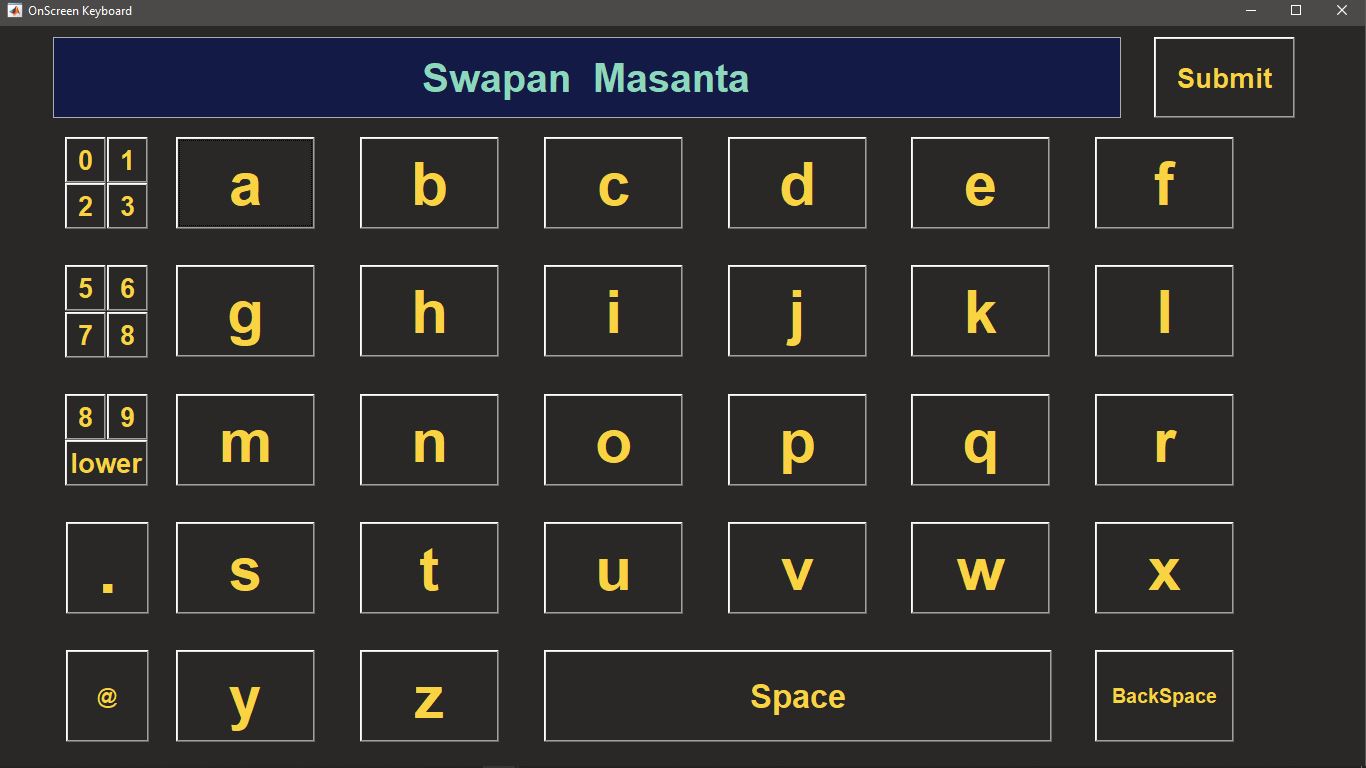 OnScreen Keyboard
Swapan  Masanta Submit
0 1 a b c d e f
2 3
5 6 g h i j k l
7 8
8 9 m n o p q r
lower
. s t u v w x
@ y z Space BackSpace